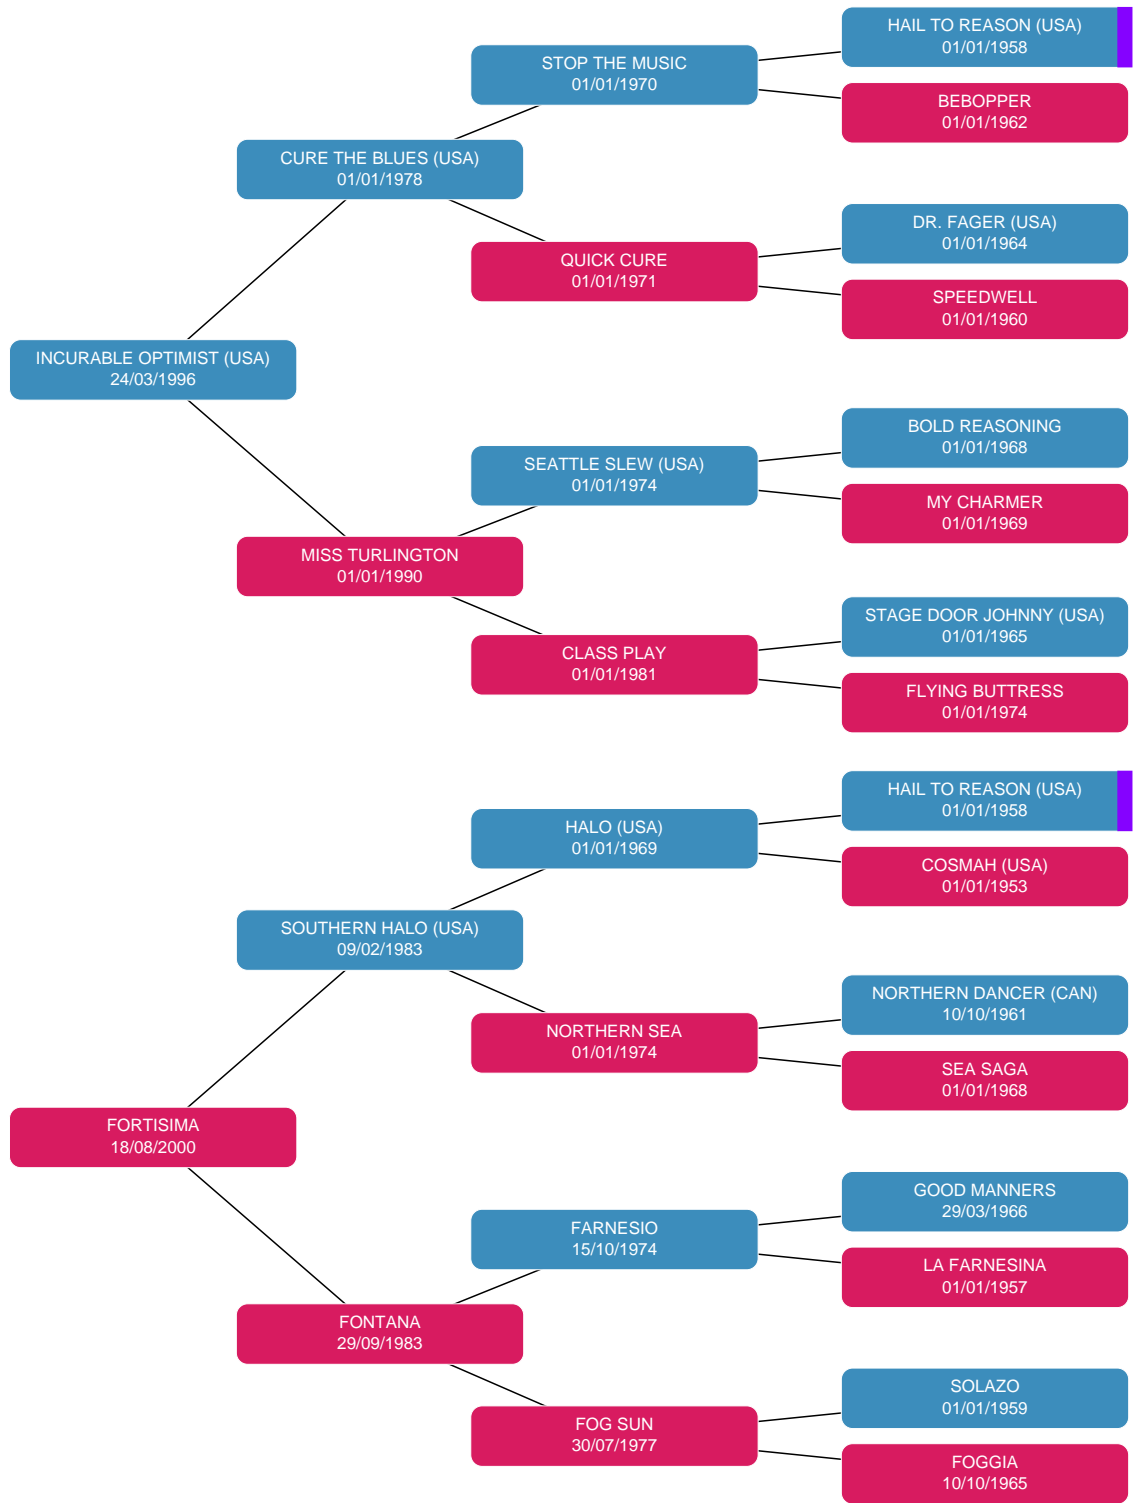 HAIL TO REASON (USA)
01/01/1958
STOP THE MUSIC
01/01/1970
BEBOPPER
01/01/1962
CURE THE BLUES (USA)
01/01/1978
DR. FAGER (USA)
01/01/1964
QUICK CURE
01/01/1971
SPEEDWELL
01/01/1960
INCURABLE OPTIMIST (USA)
24/03/1996
BOLD REASONING
01/01/1968
SEATTLE SLEW (USA)
01/01/1974
MY CHARMER
01/01/1969
MISS TURLINGTON
01/01/1990
STAGE DOOR JOHNNY (USA)
01/01/1965
CLASS PLAY
01/01/1981
FLYING BUTTRESS
01/01/1974
HAIL TO REASON (USA)
01/01/1958
HALO (USA)
01/01/1969
COSMAH (USA)
01/01/1953
SOUTHERN HALO (USA)
09/02/1983
NORTHERN DANCER (CAN)
10/10/1961
NORTHERN SEA
01/01/1974
SEA SAGA
01/01/1968
FORTISIMA
18/08/2000
GOOD MANNERS
29/03/1966
FARNESIO
15/10/1974
LA FARNESINA
01/01/1957
FONTANA
29/09/1983
SOLAZO
01/01/1959
FOG SUN
30/07/1977
FOGGIA
10/10/1965